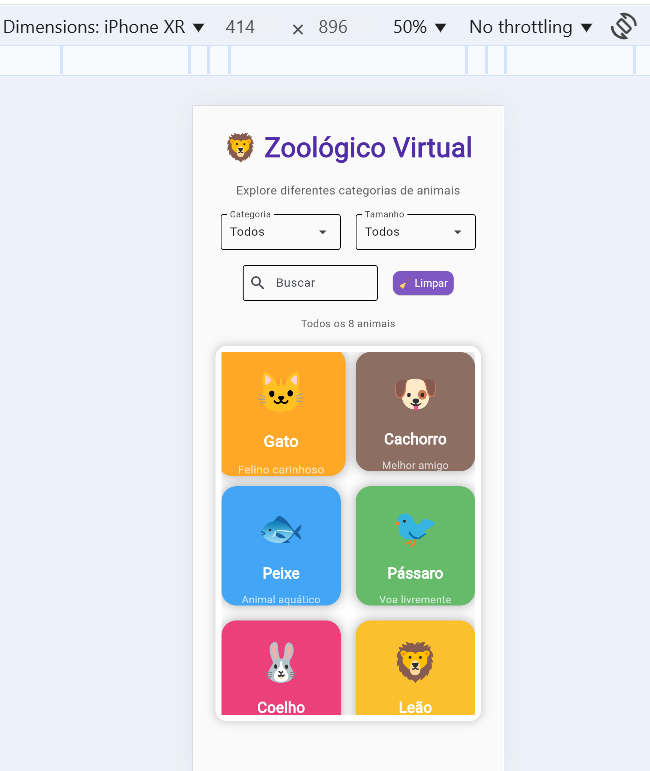 Dimensions: iPhone XR 414 × 896 50% No throttling
Zoológico Virtual
Explore diferentes categorias de animais
Categoria Tamanho
Todos Todos
Buscar Limpar
Todos os 8 animais
Gato Cachorro
Felino carinhoso Melhor amigo
Peixe Pássaro
Animal aquático Voa livremente
Coelho Leão